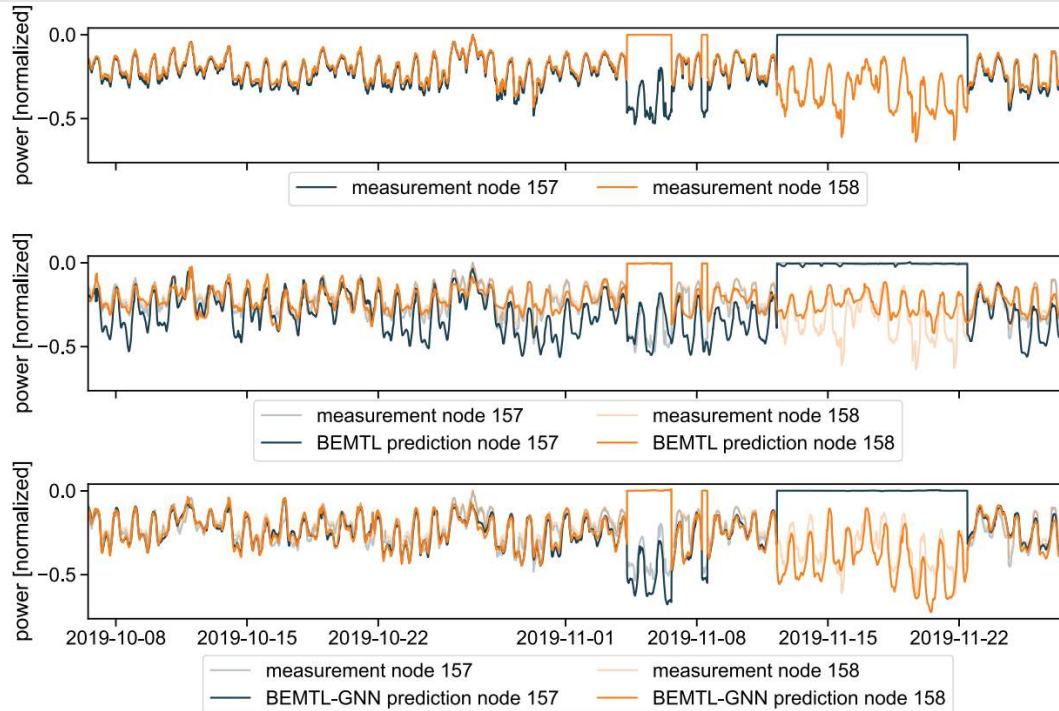 power [normalized]
0.0
−0.5
measurement node 157 measurement node 158
power [normalized]
0.0
−0.5
measurement node 157 measurement node 158
BEMTL prediction node 157 BEMTL prediction node 158
power [normalized]
0.0
−0.5
2019-10-08 2019-10-15 2019-10-22 2019-11-01 2019-11-08 2019-11-15 2019-11-22
measurement node 157 measurement node 158
BEMTL-GNN prediction node 157 BEMTL-GNN prediction node 158